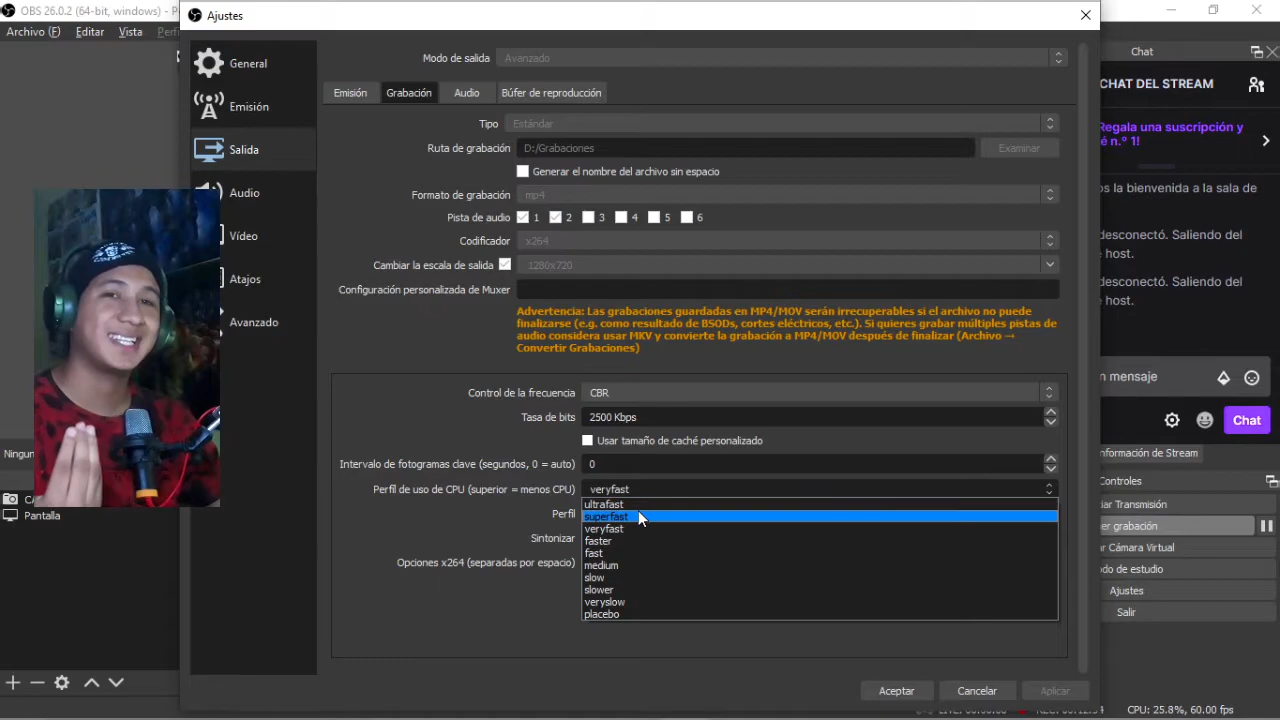 OBS 26.0.2 (64-bit, windows)
Archivo (F)
Editar
Vista
Perfi
Ajustes
General
Emisión
Salida
Audio
Vídeo
Atajos
Avanzado
Modo de salida
Avanzado
Emisión
Grabación
Audio
Búfer de reproducción
Tipo
Estándar
Ruta de grabación
D:/Grabaciones
Examinar
Generar el nombre del archivo sin espacio
Formato de grabación
mp4
Pista de audio
1
2
3
4
5
6
Codificador
x264
Cambiar la escala de salida
1280x720
Configuración personalizada de Muxer
Advertencia: Las grabaciones guardadas en MP4/MOV serán irrecuperables si el archivo no puede
finalizarse (e.g. como resultado de BSODs, cortes eléctricos, etc.). Si quieres grabar múltiples pistas de
audio considera usar MKV y convierte la grabación a MP4/MOV después de finalizar (Archivo →
Convertir Grabaciones)
Control de la frecuencia
CBR
Tasa de bits
2500 Kbps
Usar tamaño de caché personalizado
Intervalo de fotogramas clave (segundos, 0 = auto)
0
Perfil de uso de CPU (superior = menos CPU)
veryfast
Perfil
Sintonizar
Opciones x264 (separadas por espacio)
ultrafast
superfast
veryfast
faster
fast
medium
slow
slower
veryslow
placebo
Aceptar
Cancelar
Aplicar
Chat
CHAT DEL STREAM
Regala una suscripción y
é n.º 1!
os la bienvenida a la sala de
desconectó. Saliendo del
e host.
desconectó. Saliendo del
e host.
n mensaje
Chat
nformación de Stream
Controles
iar Transmisión
er grabación
ar Cámara Virtual
do de estudio
Ajustes
Salir
Ningun
CA
Pantalla
CPU: 25.8%, 60.00 fps